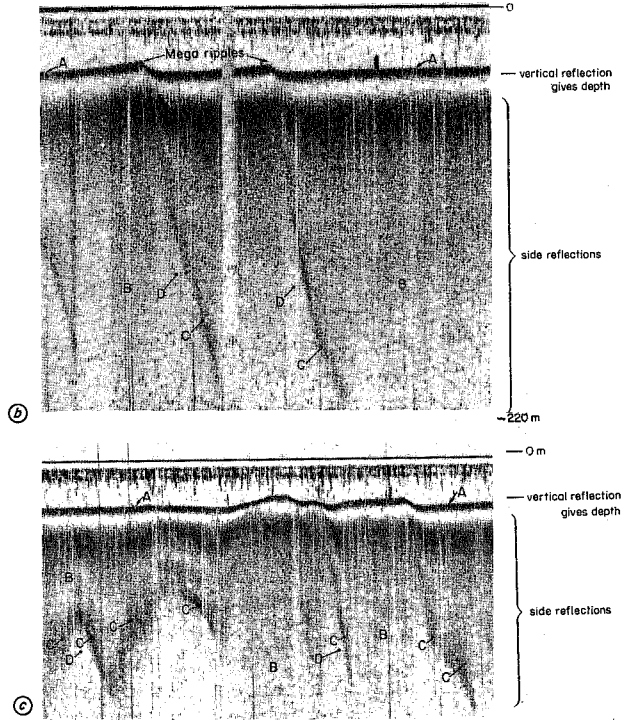 0
A
Mega ripples
A
vertical reflection
gives depth
side reflections
B
B
D
D
C
C
b
220 m
0 m
A
A
vertical reflection
gives depth
B
C
C
C
C
side reflections
D
C
D
B
C
B
C
c